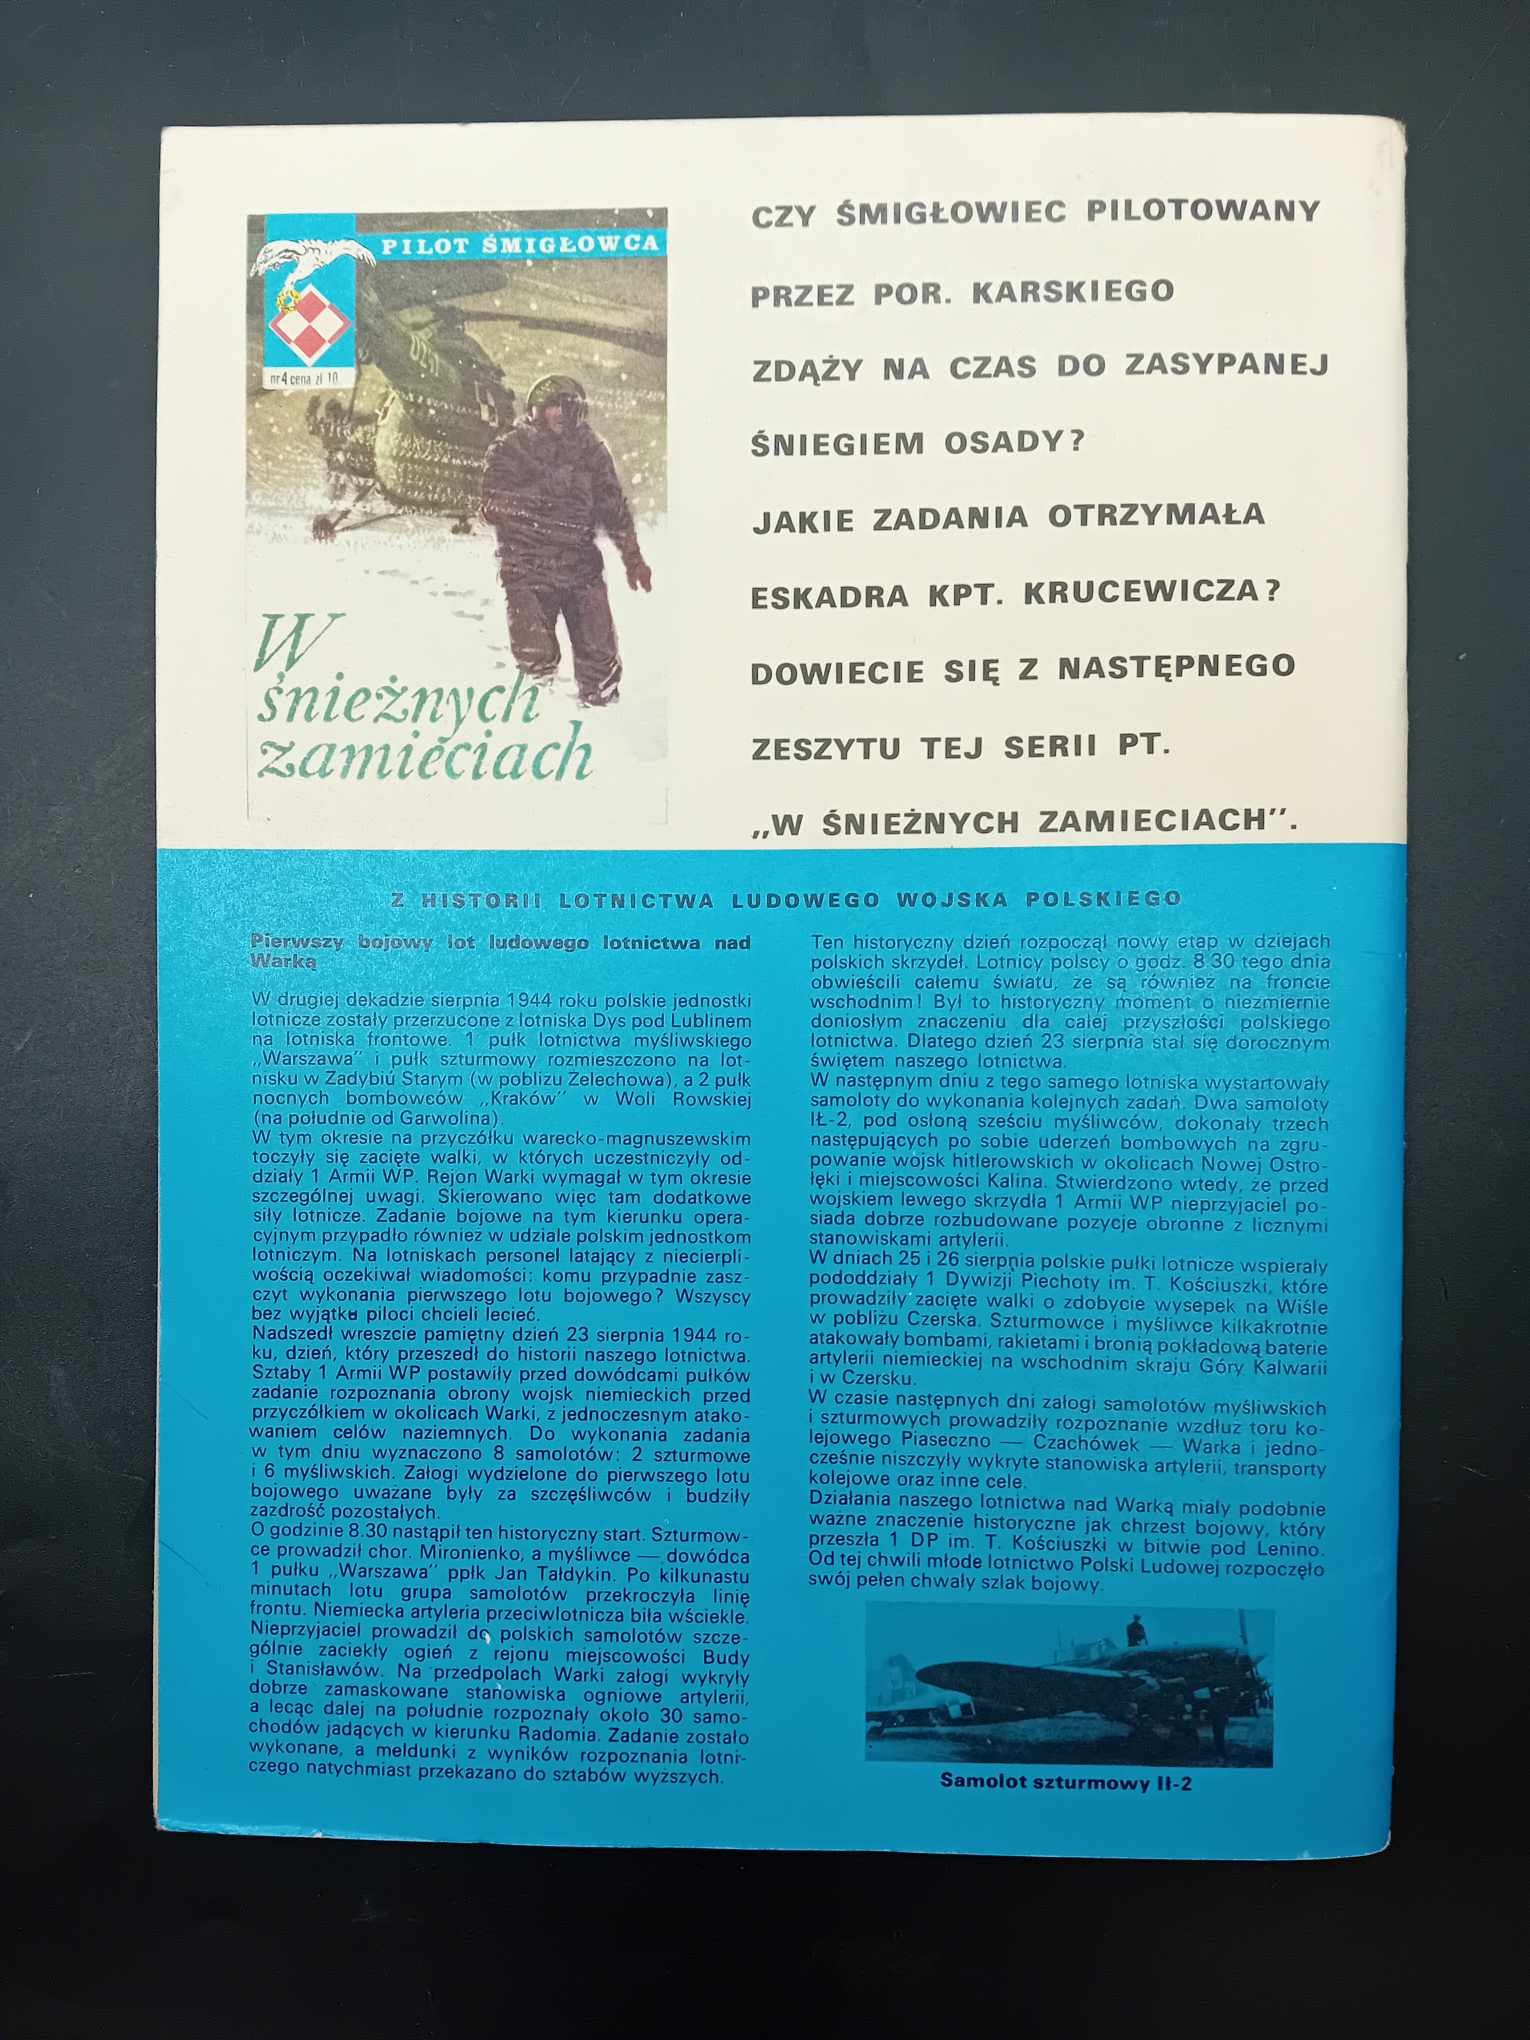 PILOT ŚMIGŁOWCA
nr 4 cena zł 10
W
śnieżnych
zamieciach
CZY ŚMIGŁOWIEC PILOTOWANY
PRZEZ POR. KARSKIEGO
ZDĄŻY NA CZAS DO ZASYPANEJ
ŚNIEGIEM OSADY?
JAKIE ZADANIA OTRZYMAŁA
ESKADRA KPT. KRUCEWICZA?
DOWIECIE SIĘ Z NASTĘPNEGO
ZESZYTU TEJ SERII PT.
„W ŚNIEŻNYCH ZAMIECIACH”.
Z HISTORII LOTNICTWA LUDOWEGO WOJSKA POLSKIEGO
Pierwszy bojowy lot ludowego lotnictwa nad
Warką
W drugiej dekadzie sierpnia 1944 roku polskie jednostki
lotnicze zostały przerzucone z lotniska Dys pod Lublinem
na lotniska frontowe. 1 pułk lotnictwa myśliwskiego
„Warszawa” i pułk szturmowy rozmieszczono na lot-
nisku w Zadybiu Starym (w pobliżu Żelechowa), a 2 pułk
nocnych bombowców „Kraków” w Woli Rowskiej
(na południe od Garwolina).
W tym okresie na przyczółku warecko-magnuszewskim
toczyły się zacięte walki, w których uczestniczyły od-
działy 1 Armii WP. Rejon Warki wymagał w tym okresie
szczególnej uwagi. Skierowano więc tam dodatkowe
siły lotnicze. Zadanie bojowe na tym kierunku opera-
cyjnym przypadło również w udziale polskim jednostkom
lotniczym. Na lotniskach personel latający z niecierpli-
wością oczekiwał wiadomości: komu przypadnie zasz-
czyt wykonania pierwszego lotu bojowego? Wszyscy
bez wyjątku piloci chcieli lecieć.
Nadszedł wreszcie pamiętny dzień 23 sierpnia 1944 ro-
ku, dzień, który przeszedł do historii naszego lotnictwa.
Sztaby 1 Armii WP postawiły przed dowódcami pułków
zadanie rozpoznania obrony wojsk niemieckich przed
przyczółkiem w okolicach Warki, z jednoczesnym atako-
waniem celów naziemnych. Do wykonania zadania
w tym dniu wyznaczono 8 samolotów: 2 szturmowe
i 6 myśliwskich. Załogi wydzielone do pierwszego lotu
bojowego uważane były za szczęśliwców i budziły
zazdrość pozostałych.
O godzinie 8.30 nastąpił ten historyczny start. Szturmow-
ce prowadził chor. Mironienko, a myśliwce — dowódca
1 pułku „Warszawa” ppłk Jan Tałdykin. Po kilkunastu
minutach lotu grupa samolotów przekroczyła linię
frontu. Niemiecka artyleria przeciwlotnicza biła wściekle.
Nieprzyjaciel prowadził do polskich samolotów szcze-
gólnie zaciekły ogień z rejonu miejscowości Budy
i Stanisławów. Na przedpolach Warki załogi wykryły
dobrze zamaskowane stanowiska ogniowe artylerii,
a lecąc dalej na południe rozpoznały około 30 samo-
chodów jadących w kierunku Radomia. Zadanie zostało
wykonane, a meldunki z wyników rozpoznania lotni-
czego natychmiast przekazano do sztabów wyższych.
Ten historyczny dzień rozpoczął nowy etap w dziejach
polskich skrzydeł. Lotnicy polscy o godz. 8.30 tego dnia
obwieścili całemu światu, że są również na froncie
wschodnim! Był to historyczny moment o niezmiernie
doniosłym znaczeniu dla całej przyszłości polskiego
lotnictwa. Dlatego dzień 23 sierpnia stał się dorocznym
świętem naszego lotnictwa.
W następnym dniu z tego samego lotniska wystartowały
samoloty do wykonania kolejnych zadań. Dwa samoloty
IŁ-2, pod osłoną sześciu myśliwców, dokonały trzech
następujących po sobie uderzeń bombowych na zgru-
powanie wojsk hitlerowskich w okolicach Nowej Ostro-
łęki i miejscowości Kalina. Stwierdzono wtedy, że przed
wojskiem lewego skrzydła 1 Armii WP nieprzyjaciel po-
siada dobrze rozbudowane pozycje obronne z licznymi
stanowiskami artylerii.
W dniach 25 i 26 sierpnia polskie pułki lotnicze wspierały
pododdziały 1 Dywizji Piechoty im. T. Kościuszki, które
prowadziły zacięte walki o zdobycie wysepek na Wiśle
w pobliżu Czerska. Szturmowce i myśliwce kilkakrotnie
atakowały bombami, rakietami i bronią pokładową baterie
artylerii niemieckiej na wschodnim skraju Góry Kalwarii
i w Czersku.
W czasie następnych dni załogi samolotów myśliwskich
i szturmowych prowadziły rozpoznanie wzdłuż toru ko-
lejowego Piaseczno — Czachówek — Warka i jedno-
cześnie niszczyły wykryte stanowiska artylerii, transporty
kolejowe oraz inne cele.
Działania naszego lotnictwa nad Warką miały podobnie
ważne znaczenie historyczne jak chrzest bojowy, który
przeszła 1 DP im. T. Kościuszki w bitwie pod Lenino.
Od tej chwili młode lotnictwo Polski Ludowej rozpoczęło
swój pełen chwały szlak bojowy.
Samolot szturmowy Ił-2